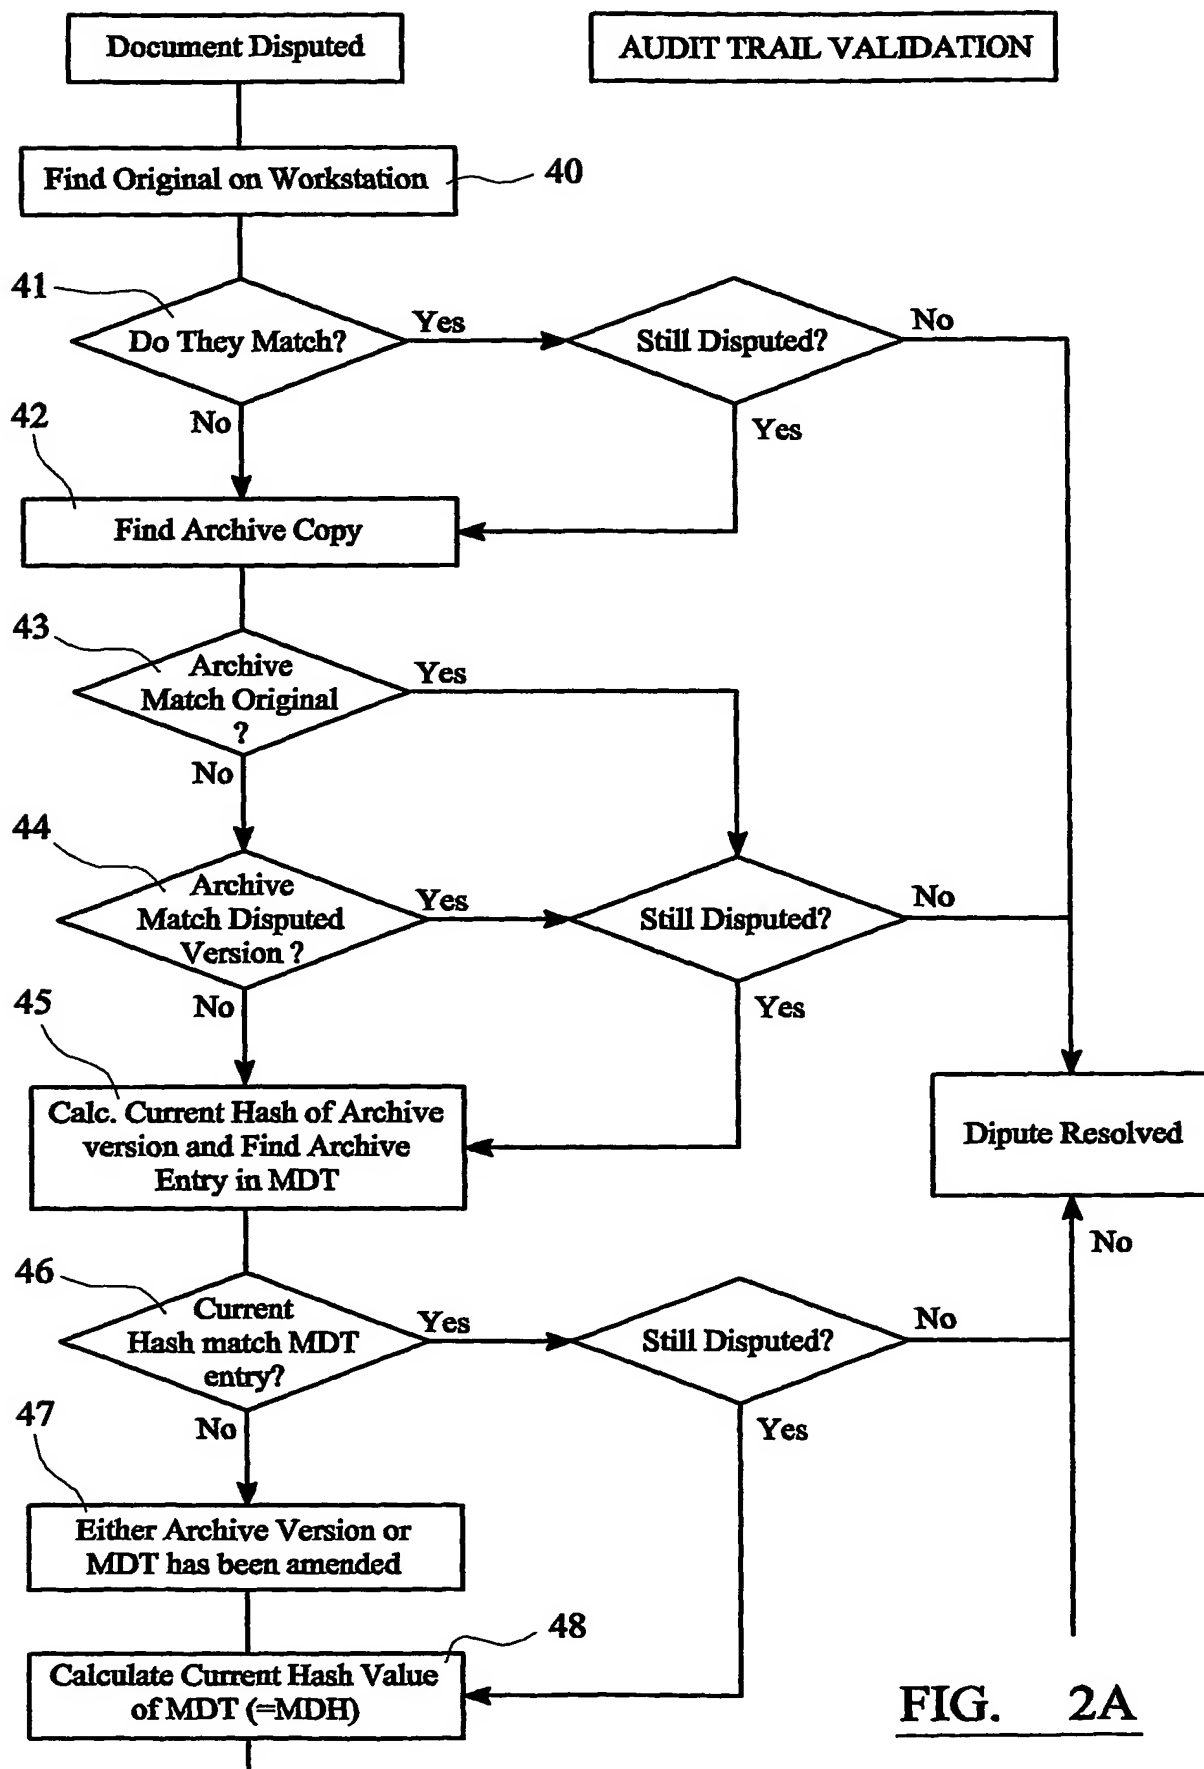 Document Disputed
AUDIT TRAIL VALIDATION
Find Original on Workstation
40
41
Do They Match?
Yes
Still Disputed?
No
No
Yes
42
Find Archive Copy
43
Archive
Match Original
?
Yes
No
44
Archive
Match Disputed
Version ?
Yes
Still Disputed?
No
No
Yes
45
Calc. Current Hash of Archive
version and Find Archive
Entry in MDT
Dipute Resolved
No
46
Current
Hash match MDT
entry?
Yes
Still Disputed?
No
No
Yes
47
Either Archive Version or
MDT has been amended
48
Calculate Current Hash Value
of MDT (=MDH)
FIG. 2A